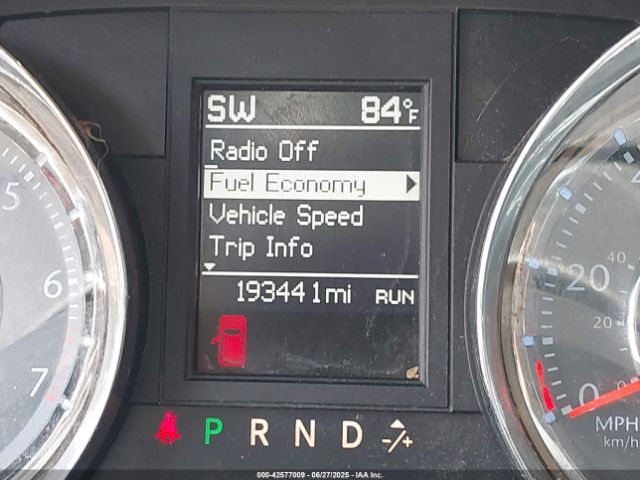 SW 84°F
Radio Off
Fuel Economy
Vehicle Speed
Trip Info
193441mi RUN
5
6
7
40
20
20
0
0
MPH
km/h
P R N D -/+
000-42577009 - 06/27/2025 - IAA Inc.